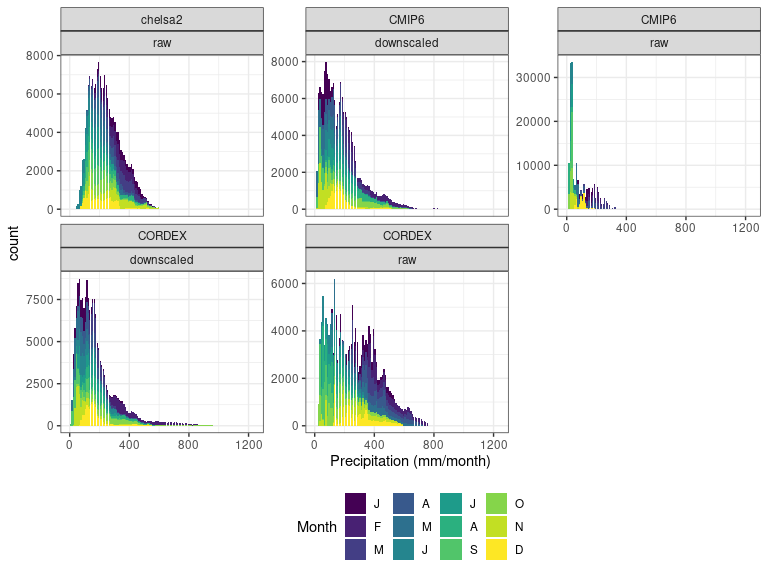 chelsa2
raw
CMIP6
downscaled
CMIP6
raw
8000
6000
4000
2000
0
8000
6000
4000
2000
0
30000
20000
10000
0
0 400 800 1200
CORDEX
downscaled
CORDEX
raw
7500
5000
2500
0
6000
4000
2000
0
0 400 800 1200
0 400 800 1200
count
Precipitation (mm/month)
Month
J A J O
F M A N
M J S D